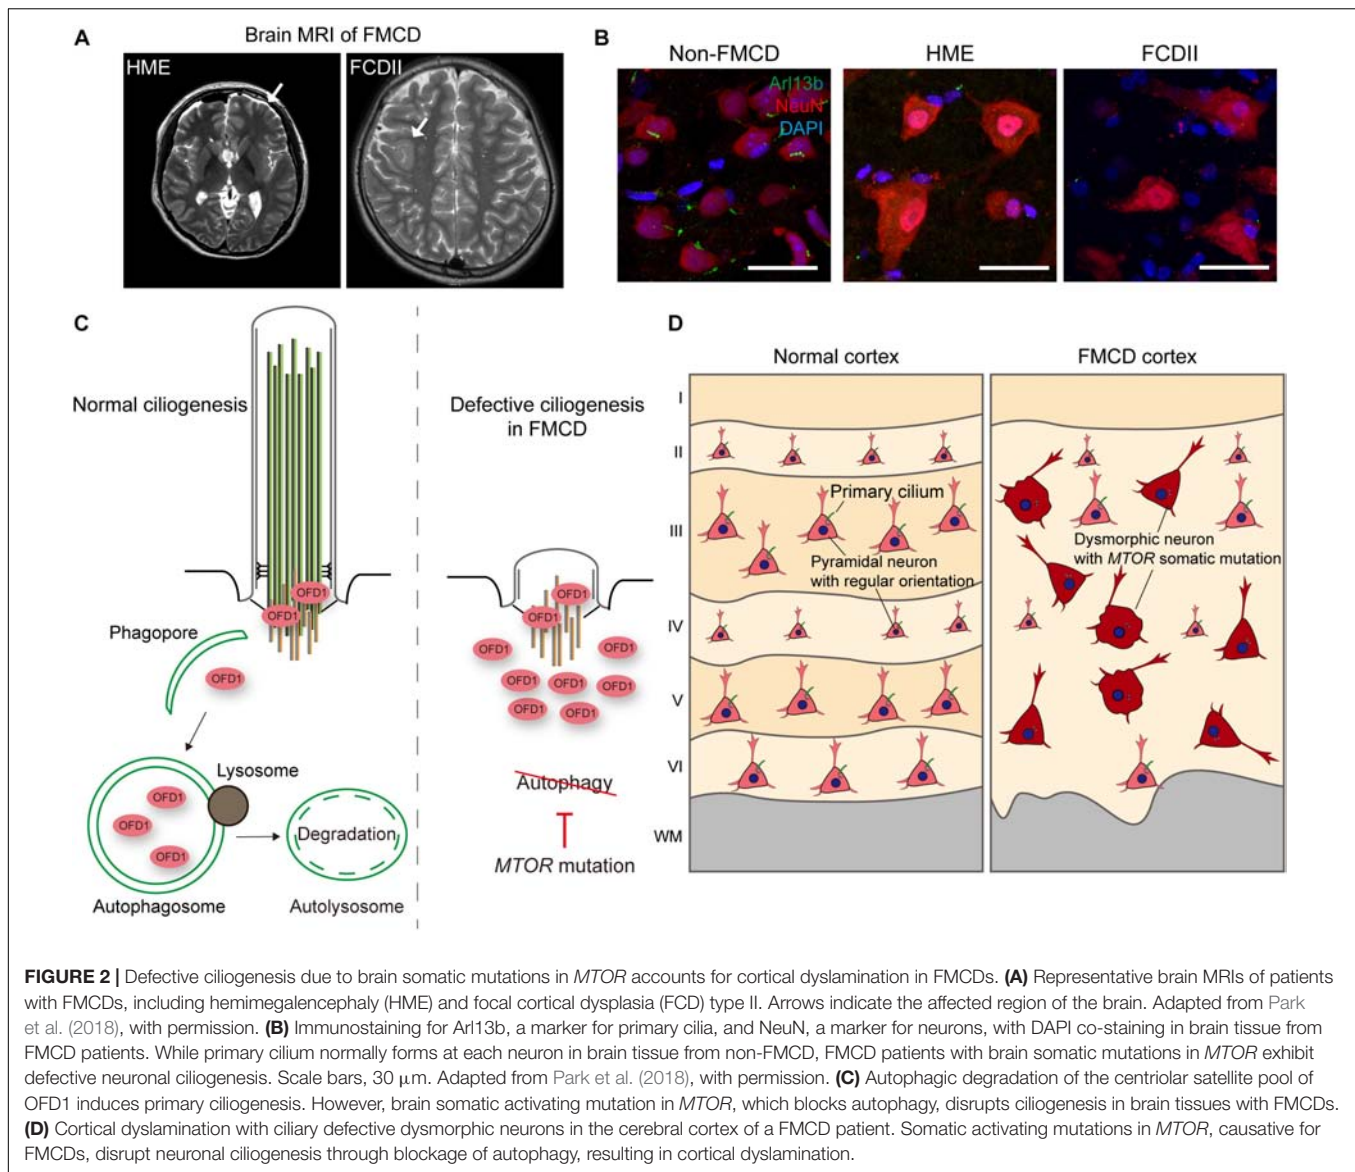 A
Brain MRI of FMCD
HME
FCDII
B
Non-FMCD
HME
FCDII
Arl13b
NeuN
DAPI
C
Normal ciliogenesis
OFD1
OFD1
Phagopore
OFD1
Lysosome
OFD1
OFD1
OFD1
Degradation
Autophagosome
Autolysosome
Defective ciliogenesis
in FMCD
OFD1
OFD1
OFD1
OFD1
OFD1
OFD1
OFD1
OFD1
OFD1
Autophagy
MTOR mutation
D
Normal cortex
FMCD cortex
I
II
III
IV
V
VI
WM
Primary cilium
Pyramidal neuron
with regular orientation
Dysmorphic neuron
with MTOR somatic mutation
FIGURE 2 | Defective ciliogenesis due to brain somatic mutations in MTOR accounts for cortical dyslamination in FMCDs. (A) Representative brain MRIs of patients
with FMCDs, including hemimegalencephaly (HME) and focal cortical dysplasia (FCD) type II. Arrows indicate the affected region of the brain. Adapted from Park
et al. (2018), with permission. (B) Immunostaining for Arl13b, a marker for primary cilia, and NeuN, a marker for neurons, with DAPI co-staining in brain tissue from
FMCD patients. While primary cilium normally forms at each neuron in brain tissue from non-FMCD, FMCD patients with brain somatic mutations in MTOR exhibit
defective neuronal ciliogenesis. Scale bars, 30 μm. Adapted from Park et al. (2018), with permission. (C) Autophagic degradation of the centriolar satellite pool of
OFD1 induces primary ciliogenesis. However, brain somatic activating mutation in MTOR, which blocks autophagy, disrupts ciliogenesis in brain tissues with FMCDs.
(D) Cortical dyslamination with ciliary defective dysmorphic neurons in the cerebral cortex of a FMCD patient. Somatic activating mutations in MTOR, causative for
FMCDs, disrupt neuronal ciliogenesis through blockage of autophagy, resulting in cortical dyslamination.